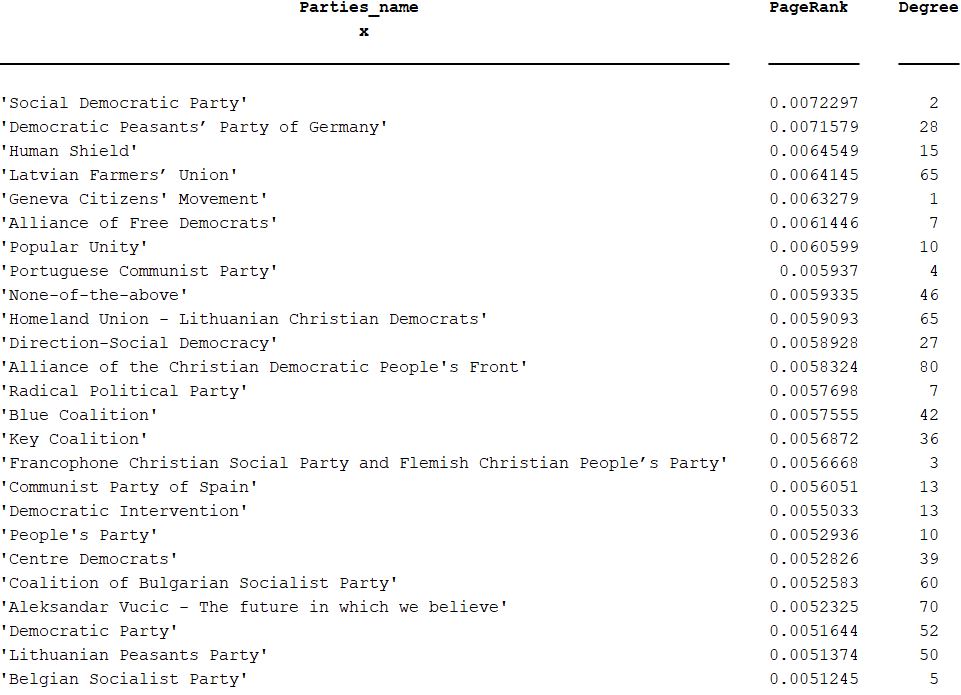 Parties_name PageRank Degree
x
'Social Democratic Party' 0.0072297 2
'Democratic Peasants’ Party of Germany' 0.0071579 28
'Human Shield' 0.0064549 15
'Latvian Farmers’ Union' 0.0064145 65
'Geneva Citizens' Movement' 0.0063279 1
'Alliance of Free Democrats' 0.0061446 7
'Popular Unity' 0.0060599 10
'Portuguese Communist Party' 0.005937 4
'None-of-the-above' 0.0059335 46
'Homeland Union – Lithuanian Christian Democrats' 0.0059093 65
'Direction-Social Democracy' 0.0058928 27
'Alliance of the Christian Democratic People's Front' 0.0058324 80
'Radical Political Party' 0.0057698 7
'Blue Coalition' 0.0057555 42
'Key Coalition' 0.0056872 36
'Francophone Christian Social Party and Flemish Christian People’s Party' 0.0056668 3
'Communist Party of Spain' 0.0056051 13
'Democratic Intervention' 0.0055033 13
'People's Party' 0.0052936 10
'Centre Democrats' 0.0052826 39
'Coalition of Bulgarian Socialist Party' 0.0052583 60
'Aleksandar Vucic – The future in which we believe' 0.0052325 70
'Democratic Party' 0.0051644 52
'Lithuanian Peasants Party' 0.0051374 50
'Belgian Socialist Party' 0.0051245 5